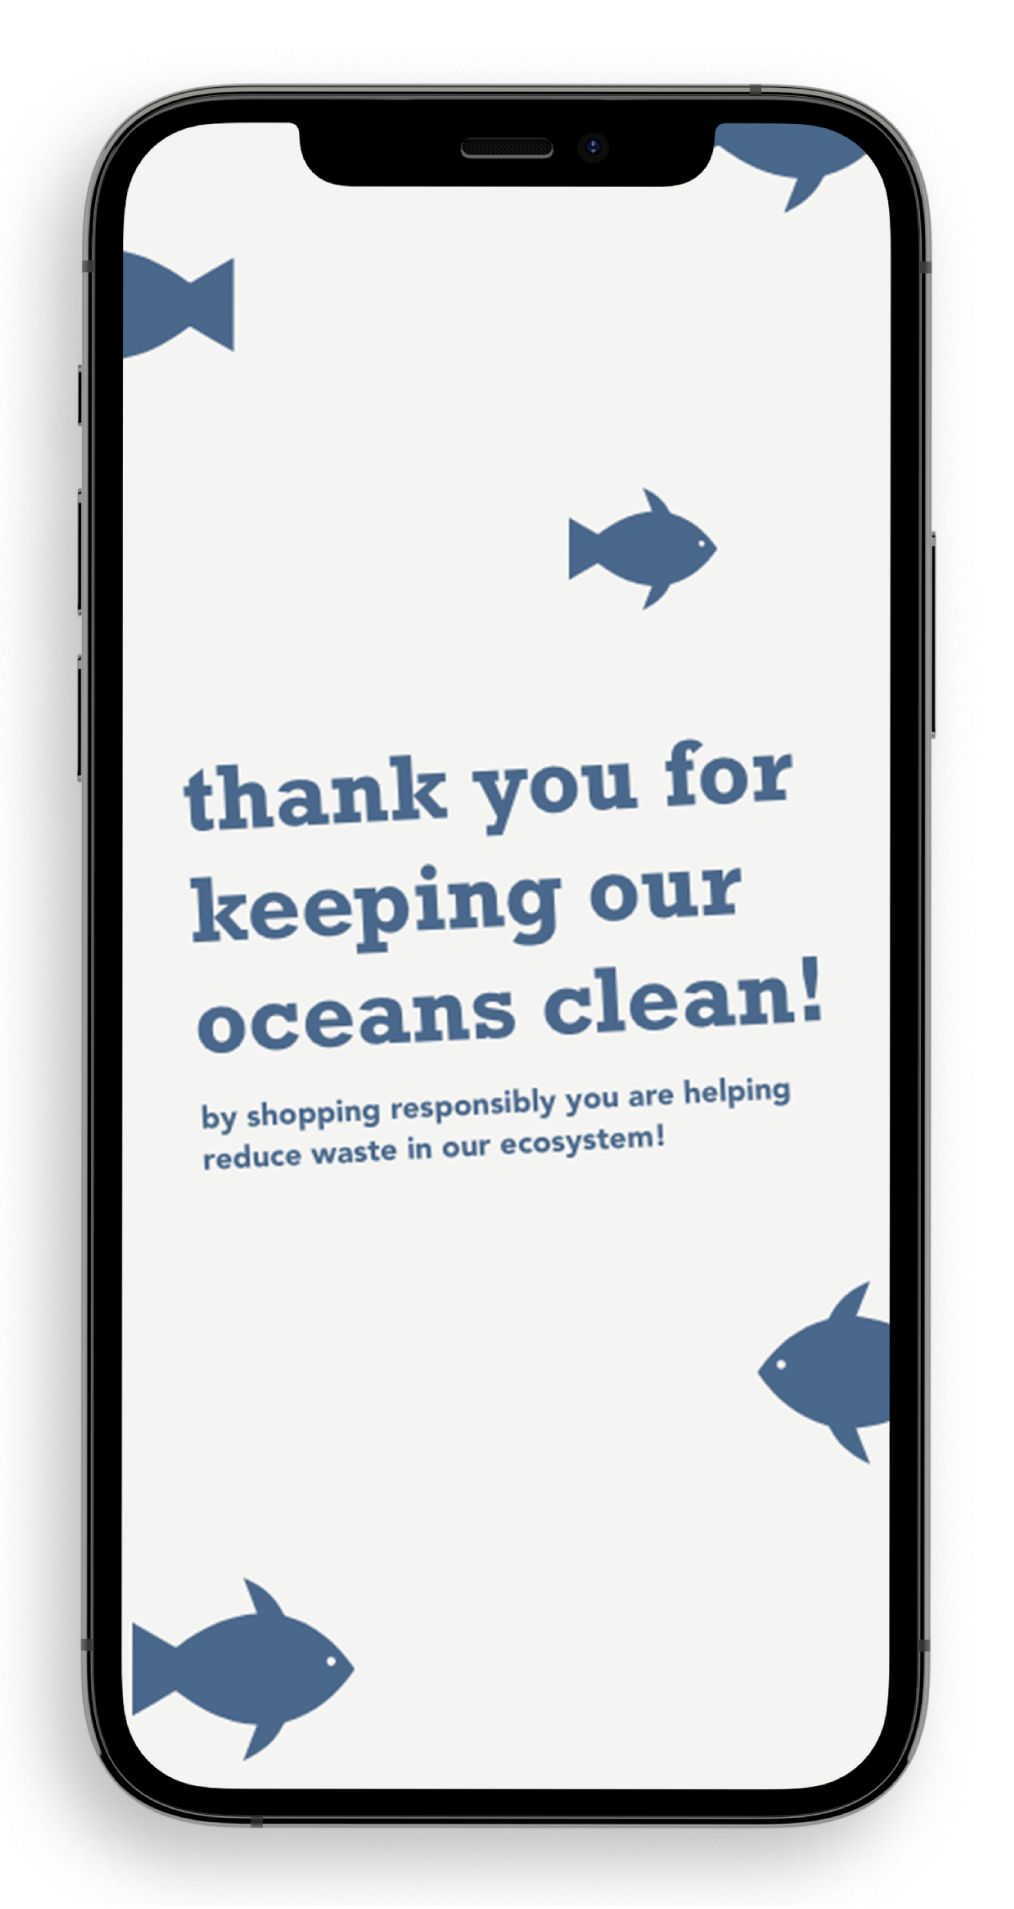 thank you for
keeping our
oceans clean!
by shopping responsibly you are helping
reduce waste in our ecosystem!